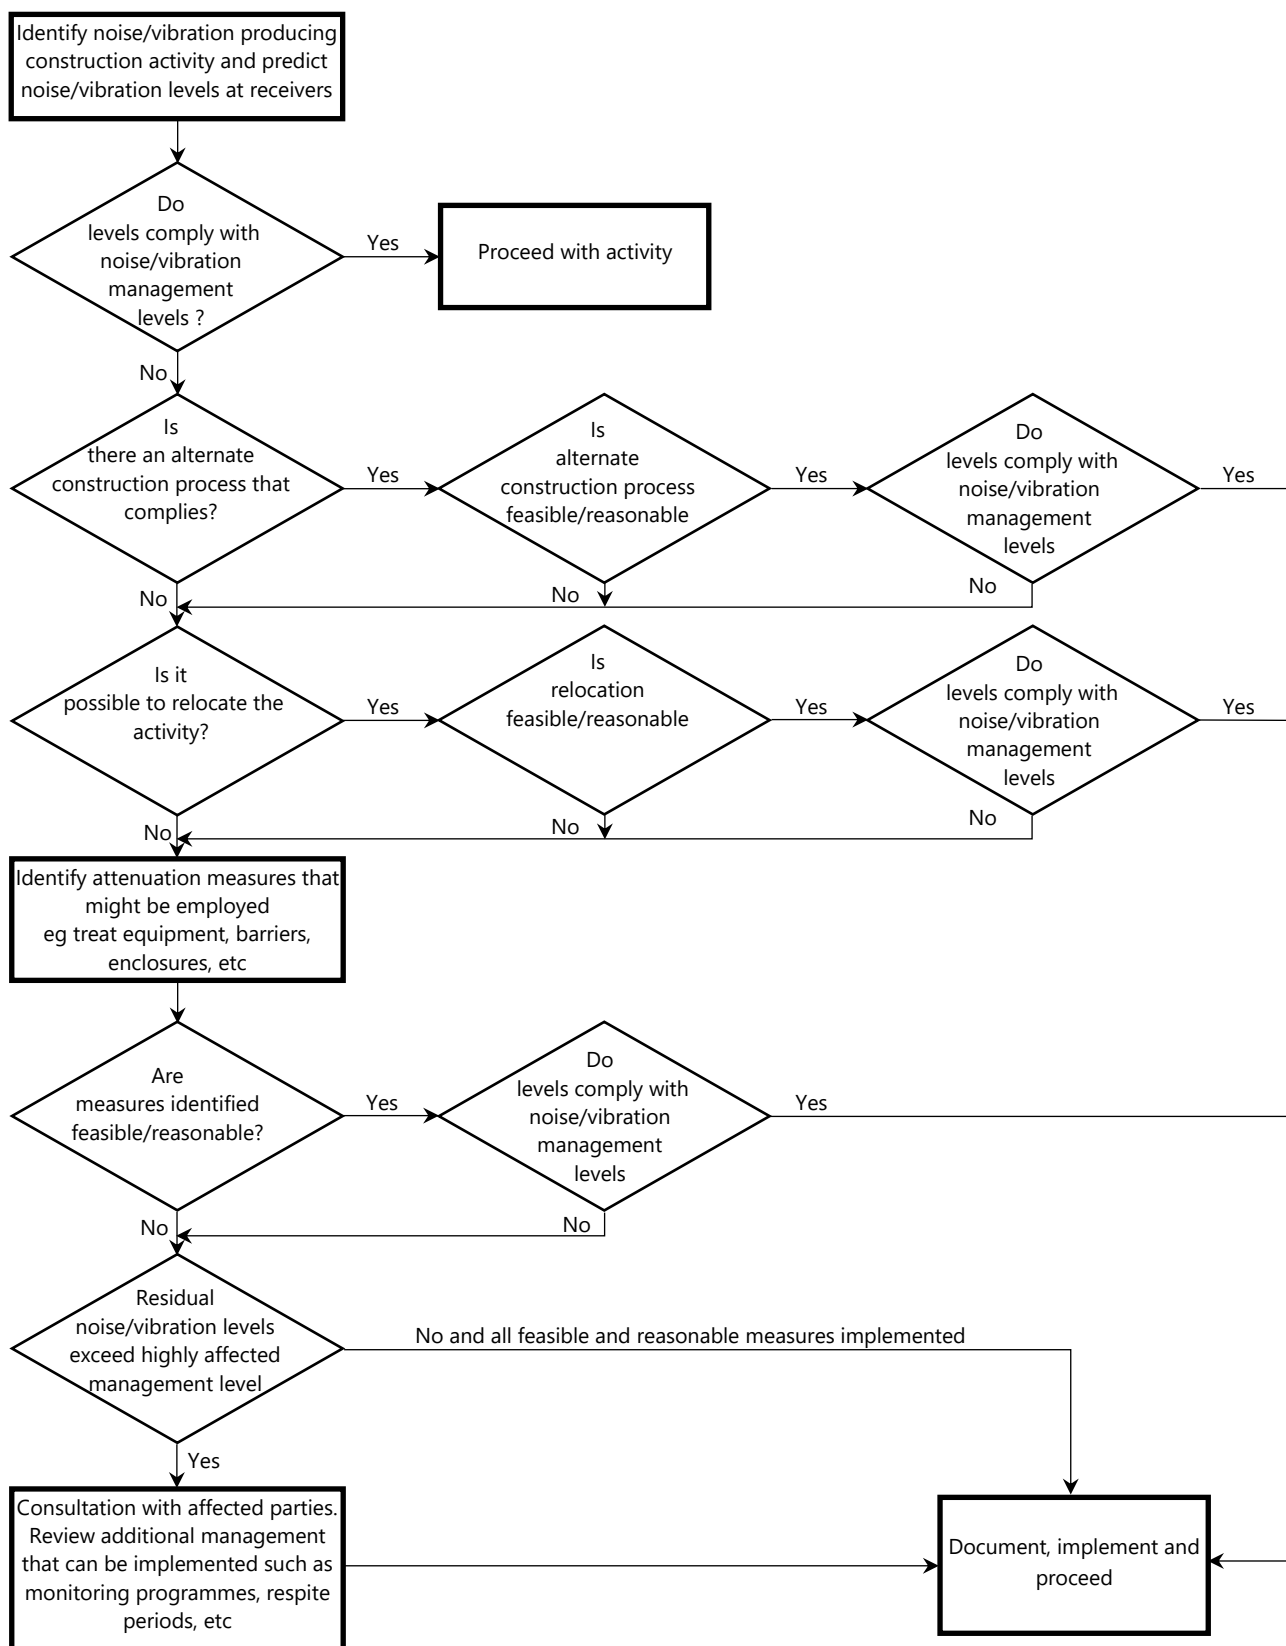 Identify noise/vibration producing
construction activity and predict
noise/vibration levels at receivers
Do
levels comply with
noise/vibration
management
levels ?
Yes
Proceed with activity
No
Is
there an alternate
construction process that
complies?
Yes
Is
alternate
construction process
feasible/reasonable
Yes
Do
levels comply with
noise/vibration
management
levels
Yes
No
No
No
Is it
possible to relocate the
activity?
Yes
Is
relocation
feasible/reasonable
Yes
Do
levels comply with
noise/vibration
management
levels
Yes
No
No
No
Identify attenuation measures that
might be employed
eg treat equipment, barriers,
enclosures, etc
Are
measures identified
feasible/reasonable?
Yes
Do
levels comply with
noise/vibration
management
levels
Yes
No
No
Residual
noise/vibration levels
exceed highly affected
management level
No and all feasible and reasonable measures implemented
Yes
Consultation with affected parties.
Review additional management
that can be implemented such as
monitoring programmes, respite
periods, etc
Document, implement and
proceed